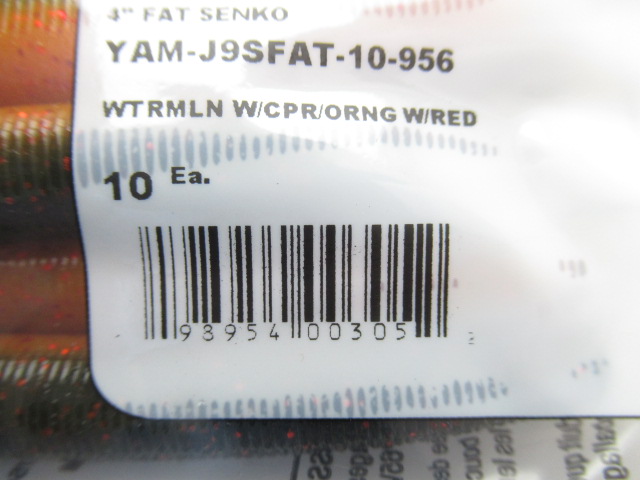 4" FAT SENKO
YAM-J9SFAT-10-956
WTRMLN W/CPR/ORNG W/RED
10 Ea.
98954 00305